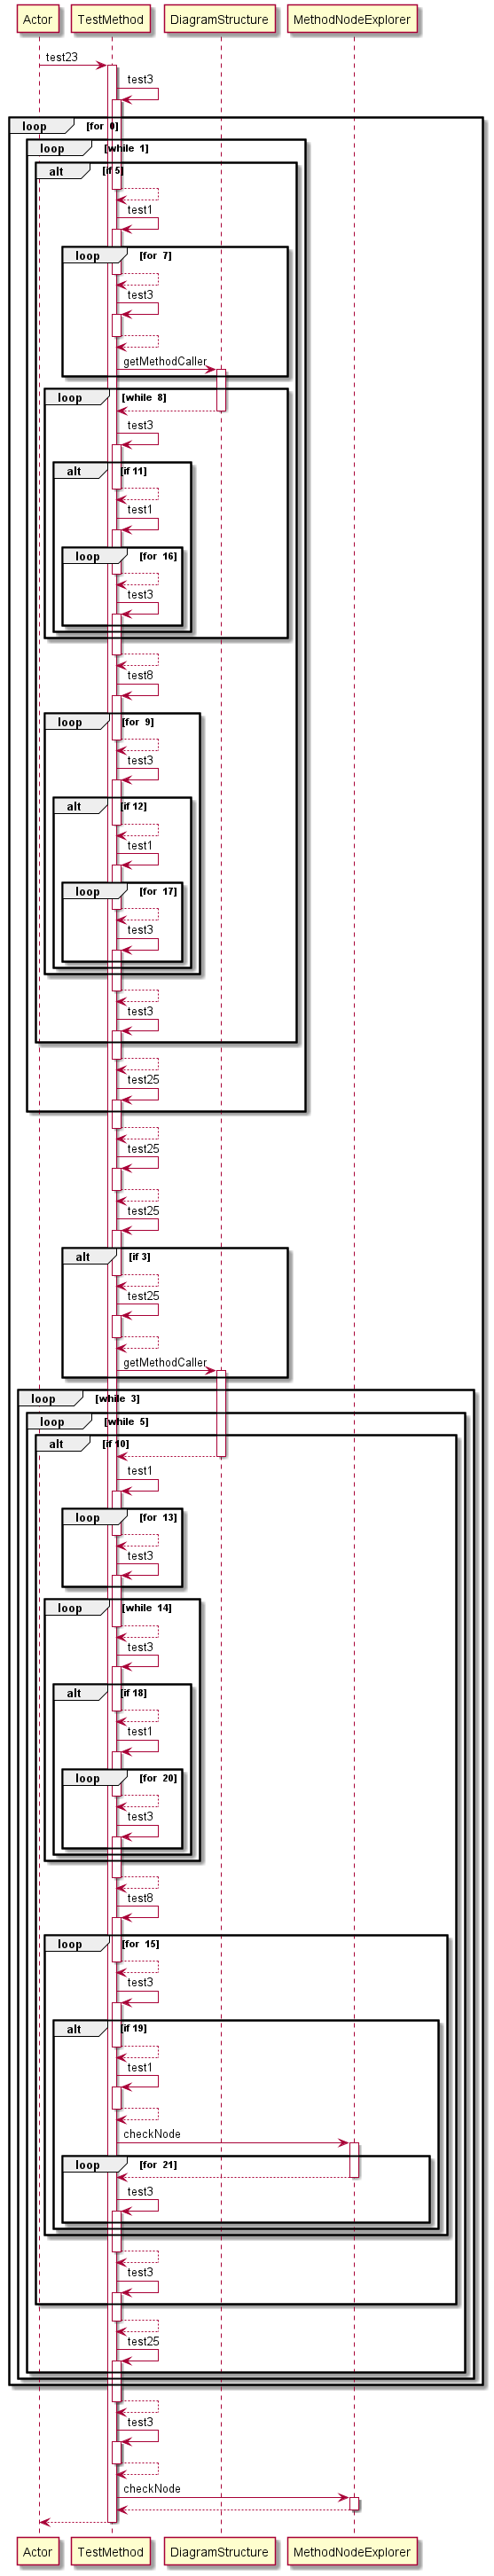 Actor TestMethod DiagramStructure MethodNodeExplorer
test23
test3
loop [for 0]
loop [while 1]
alt [if 5]
test1
loop [for 7]
test3
getMethodCaller
loop [while 8]
test3
alt [if 11]
test1
loop [for 16]
test3
test8
loop [for 9]
test3
alt [if 12]
test1
loop [for 17]
test3
test3
test25
test25
test25
alt [if 3]
test25
getMethodCaller
loop [while 3]
loop [while 5]
alt [if 10]
test1
loop [for 13]
test3
loop [while 14]
test3
alt [if 18]
test1
loop [for 20]
test3
test8
loop [for 15]
test3
alt [if 19]
test1
checkNode
loop [for 21]
test3
test3
test25
test3
checkNode
Actor TestMethod DiagramStructure MethodNodeExplorer